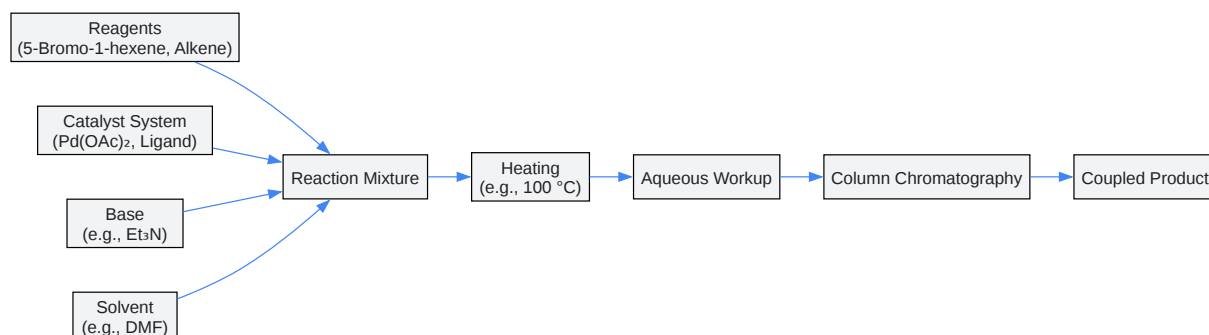 Reagents
(5-Bromo-1-hexene, Alkene)
Catalyst System
(Pd(OAc)₂, Ligand)
Base
(e.g., Et₃N)
Solvent
(e.g., DMF)
Reaction Mixture
Heating
(e.g., 100 °C)
Aqueous Workup
Column Chromatography
Coupled Product